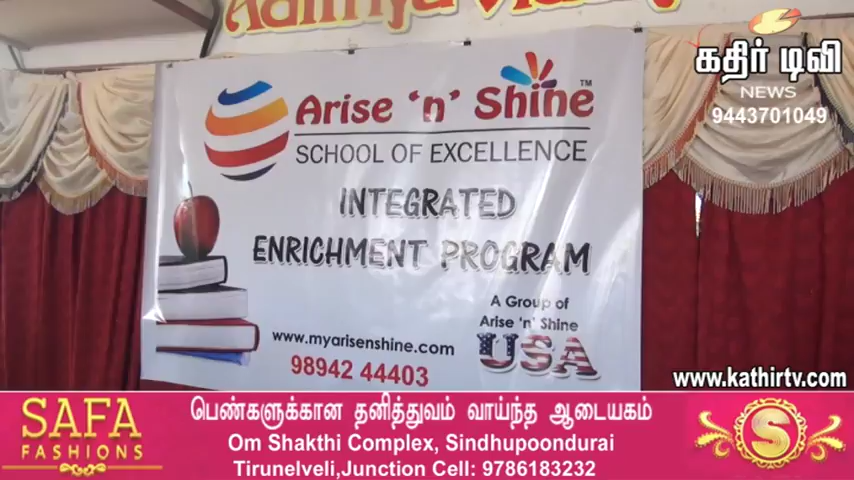 கதிர் டிவி
NEWS
9443701049
Arise 'n' Shine™
SCHOOL OF EXCELLENCE
INTEGRATED
ENRICHMENT PROGRAM
A Group of
Arise 'n' Shine
USA
www.myarisenshine.com
98942 44403
www.kathirtv.com
SAFA
FASHIONS
பெண்களுக்கான தனித்துவம் வாய்ந்த ஆடையகம்
Om Shakthi Complex, Sindhupoondurai
Tirunelveli,Junction Cell: 9786183232
S